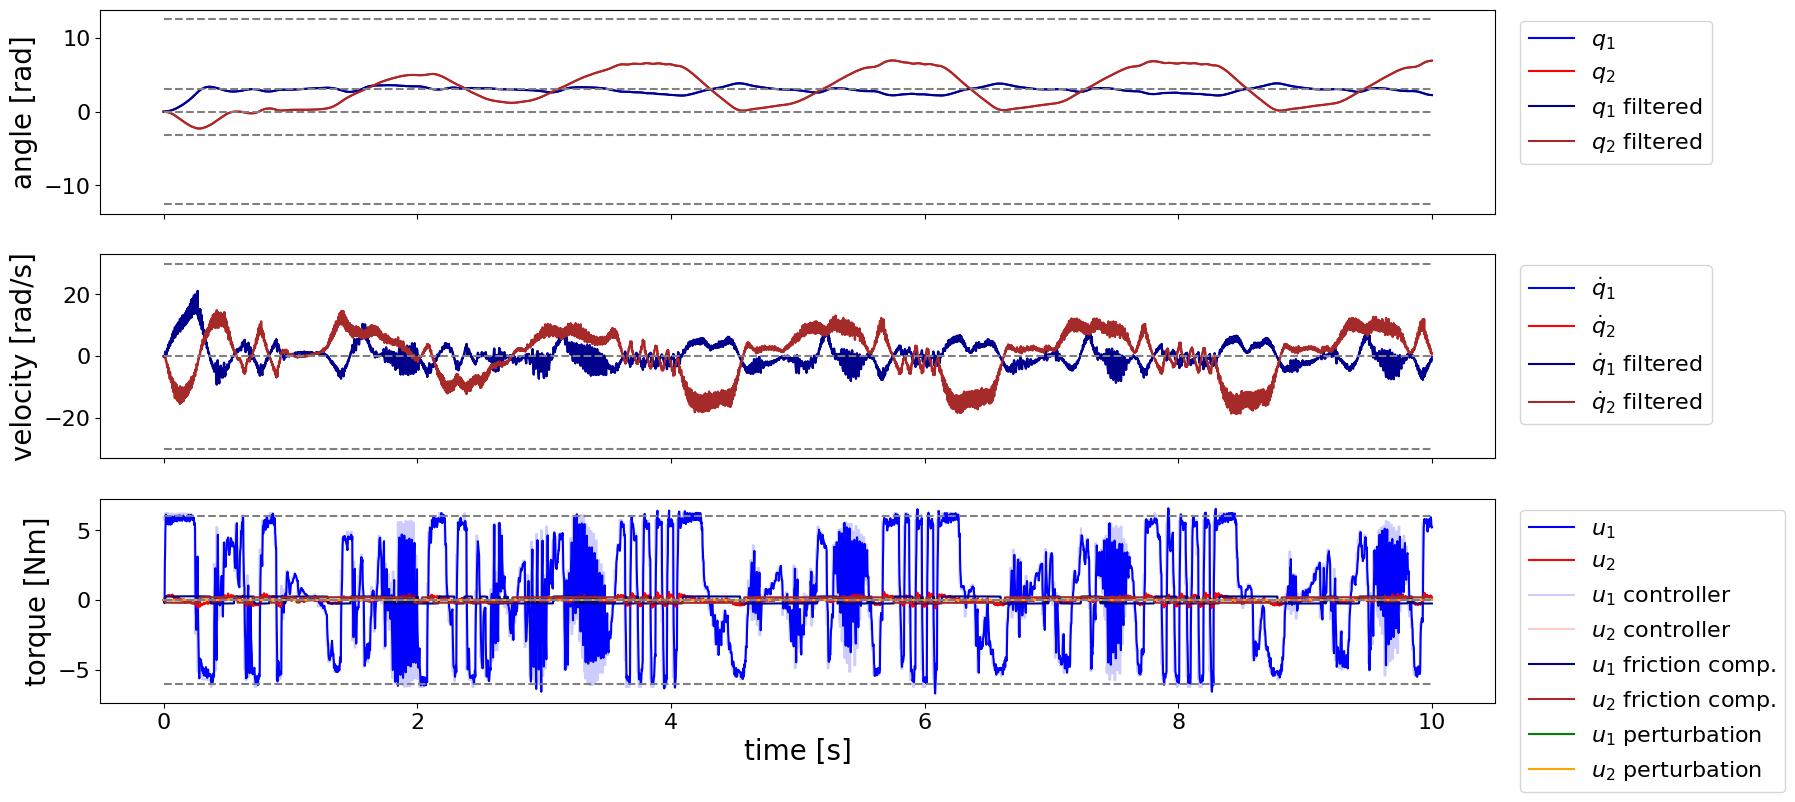 angle [rad]
10
0
−10
q₁
q₂
q₁ filtered
q₂ filtered
velocity [rad/s]
20
0
−20
q̇₁
q̇₂
q̇₁ filtered
q̇₂ filtered
torque [Nm]
5
0
−5
0 2 4 6 8 10
time [s]
u₁
u₂
u₁ controller
u₂ controller
u₁ friction comp.
u₂ friction comp.
u₁ perturbation
u₂ perturbation